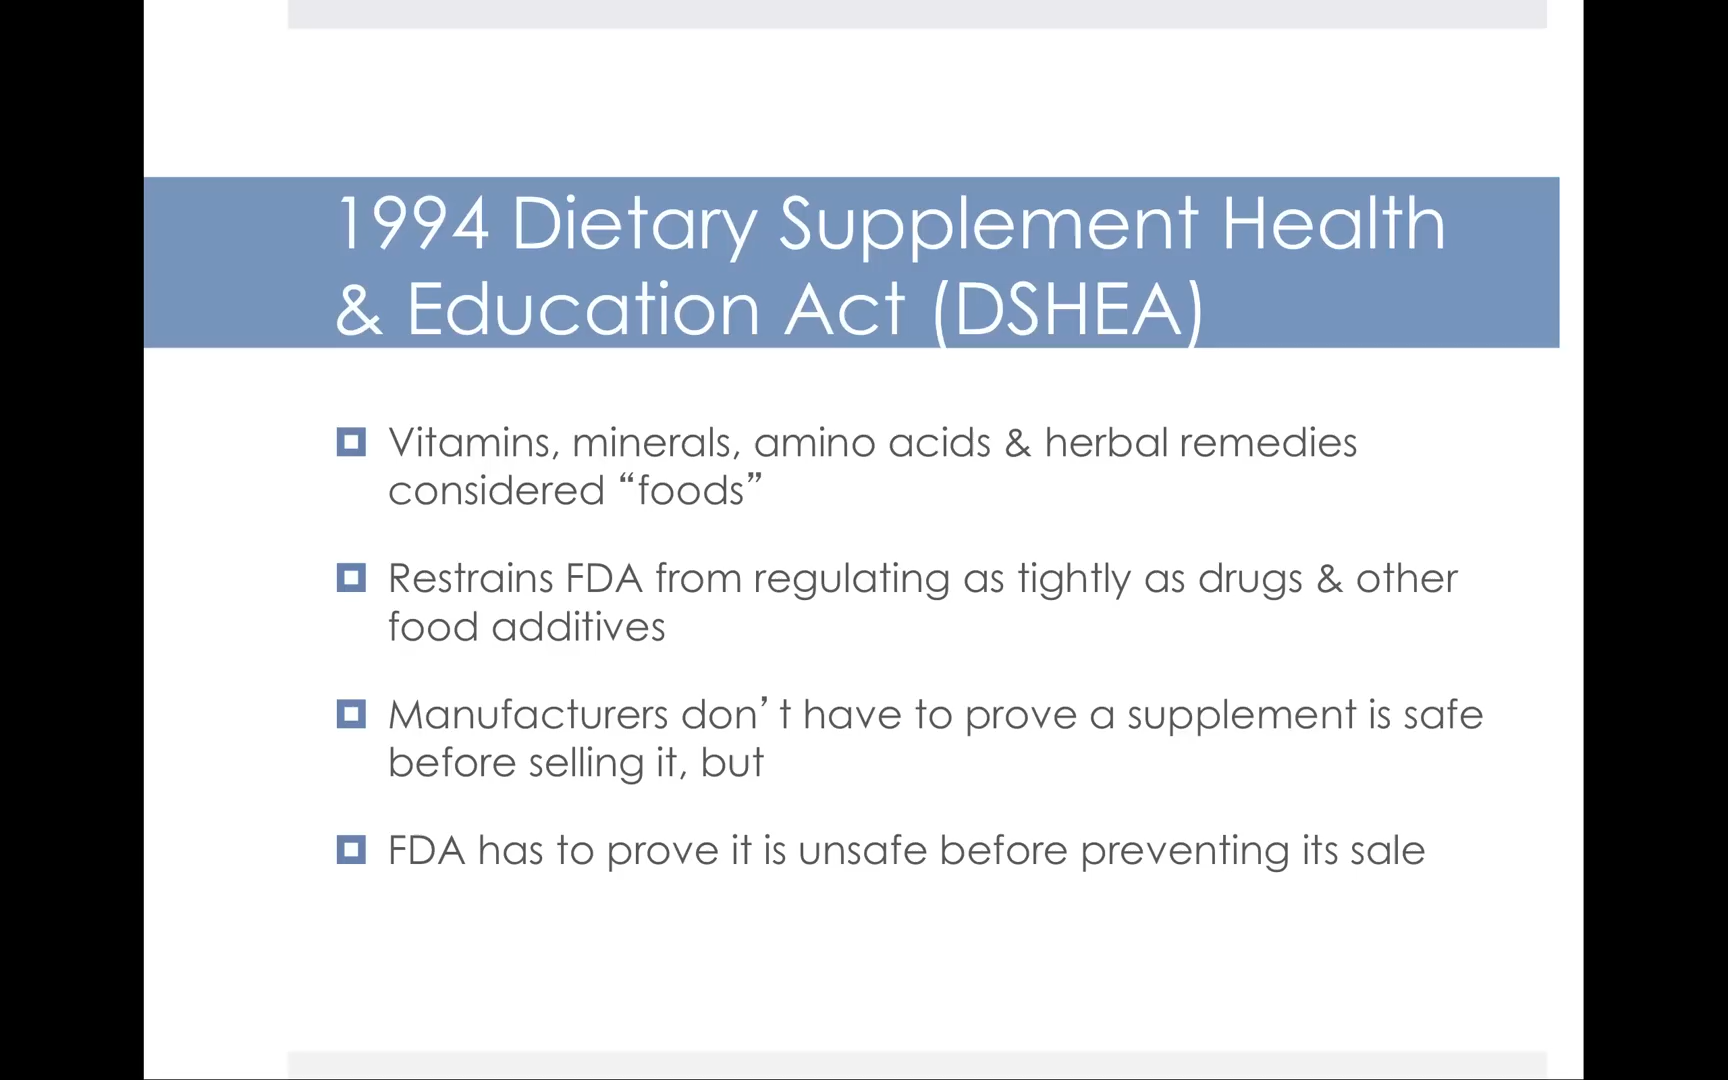 1994 Dietary Supplement Health
& Education Act (DSHEA)
Vitamins, minerals, amino acids & herbal remedies
considered “foods”
Restrains FDA from regulating as tightly as drugs & other
food additives
Manufacturers don’t have to prove a supplement is safe
before selling it, but
FDA has to prove it is unsafe before preventing its sale